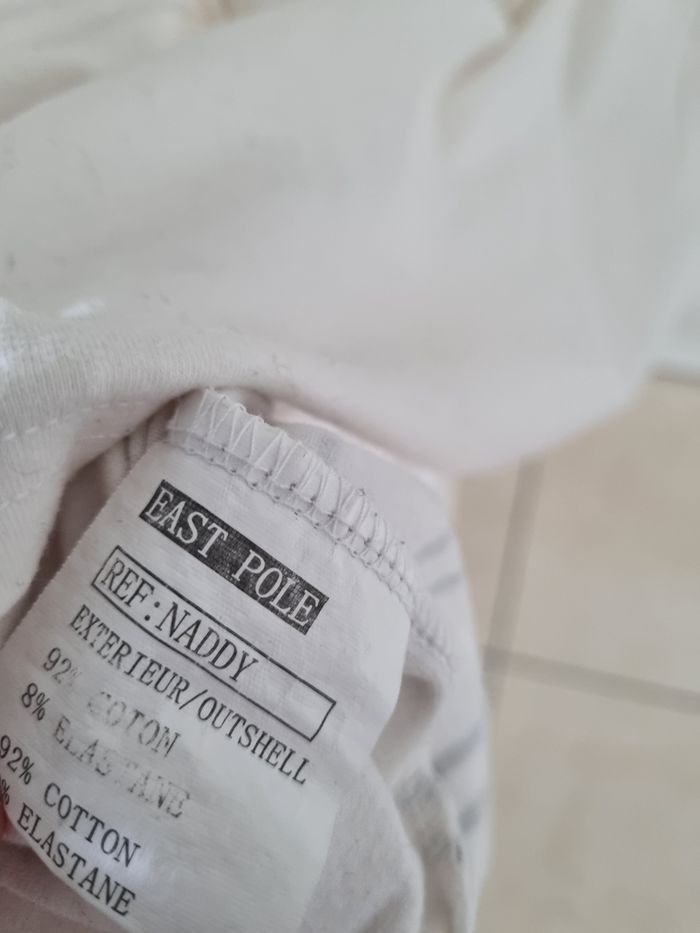 EAST POLE
REF:NADDY
EXTERIEUR/OUTSHELL
92% COTON
8% ELASTANE
92% COTTON
% ELASTANE